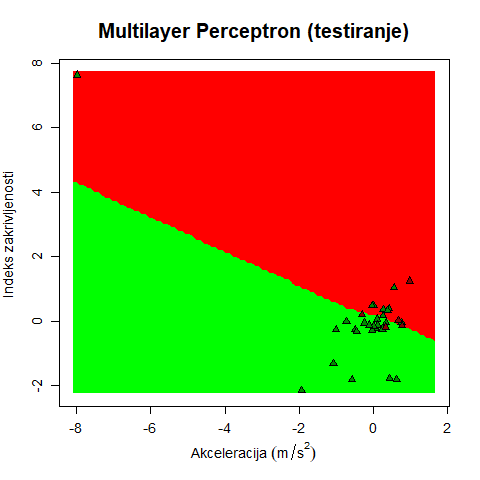 Multilayer Perceptron (testiranje)
Indeks zakrivljenosti
8
6
4
2
0
-2
-8 -6 -4 -2 0 2
Akceleracija (m/s²)